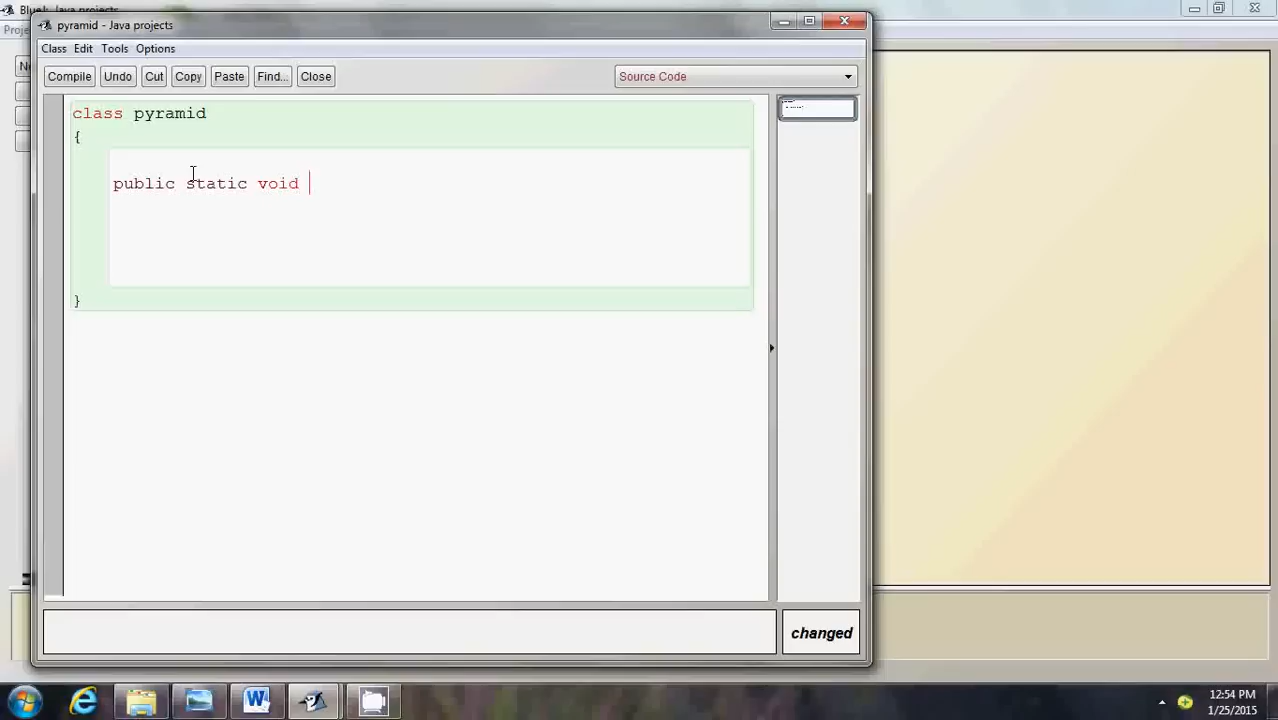 BlueJ: Java projects
pyramid - Java projects
Class Edit Tools Options
Compile Undo Cut Copy Paste Find... Close Source Code
class pyramid
{
public static void
}
changed
12:54 PM
1/25/2015